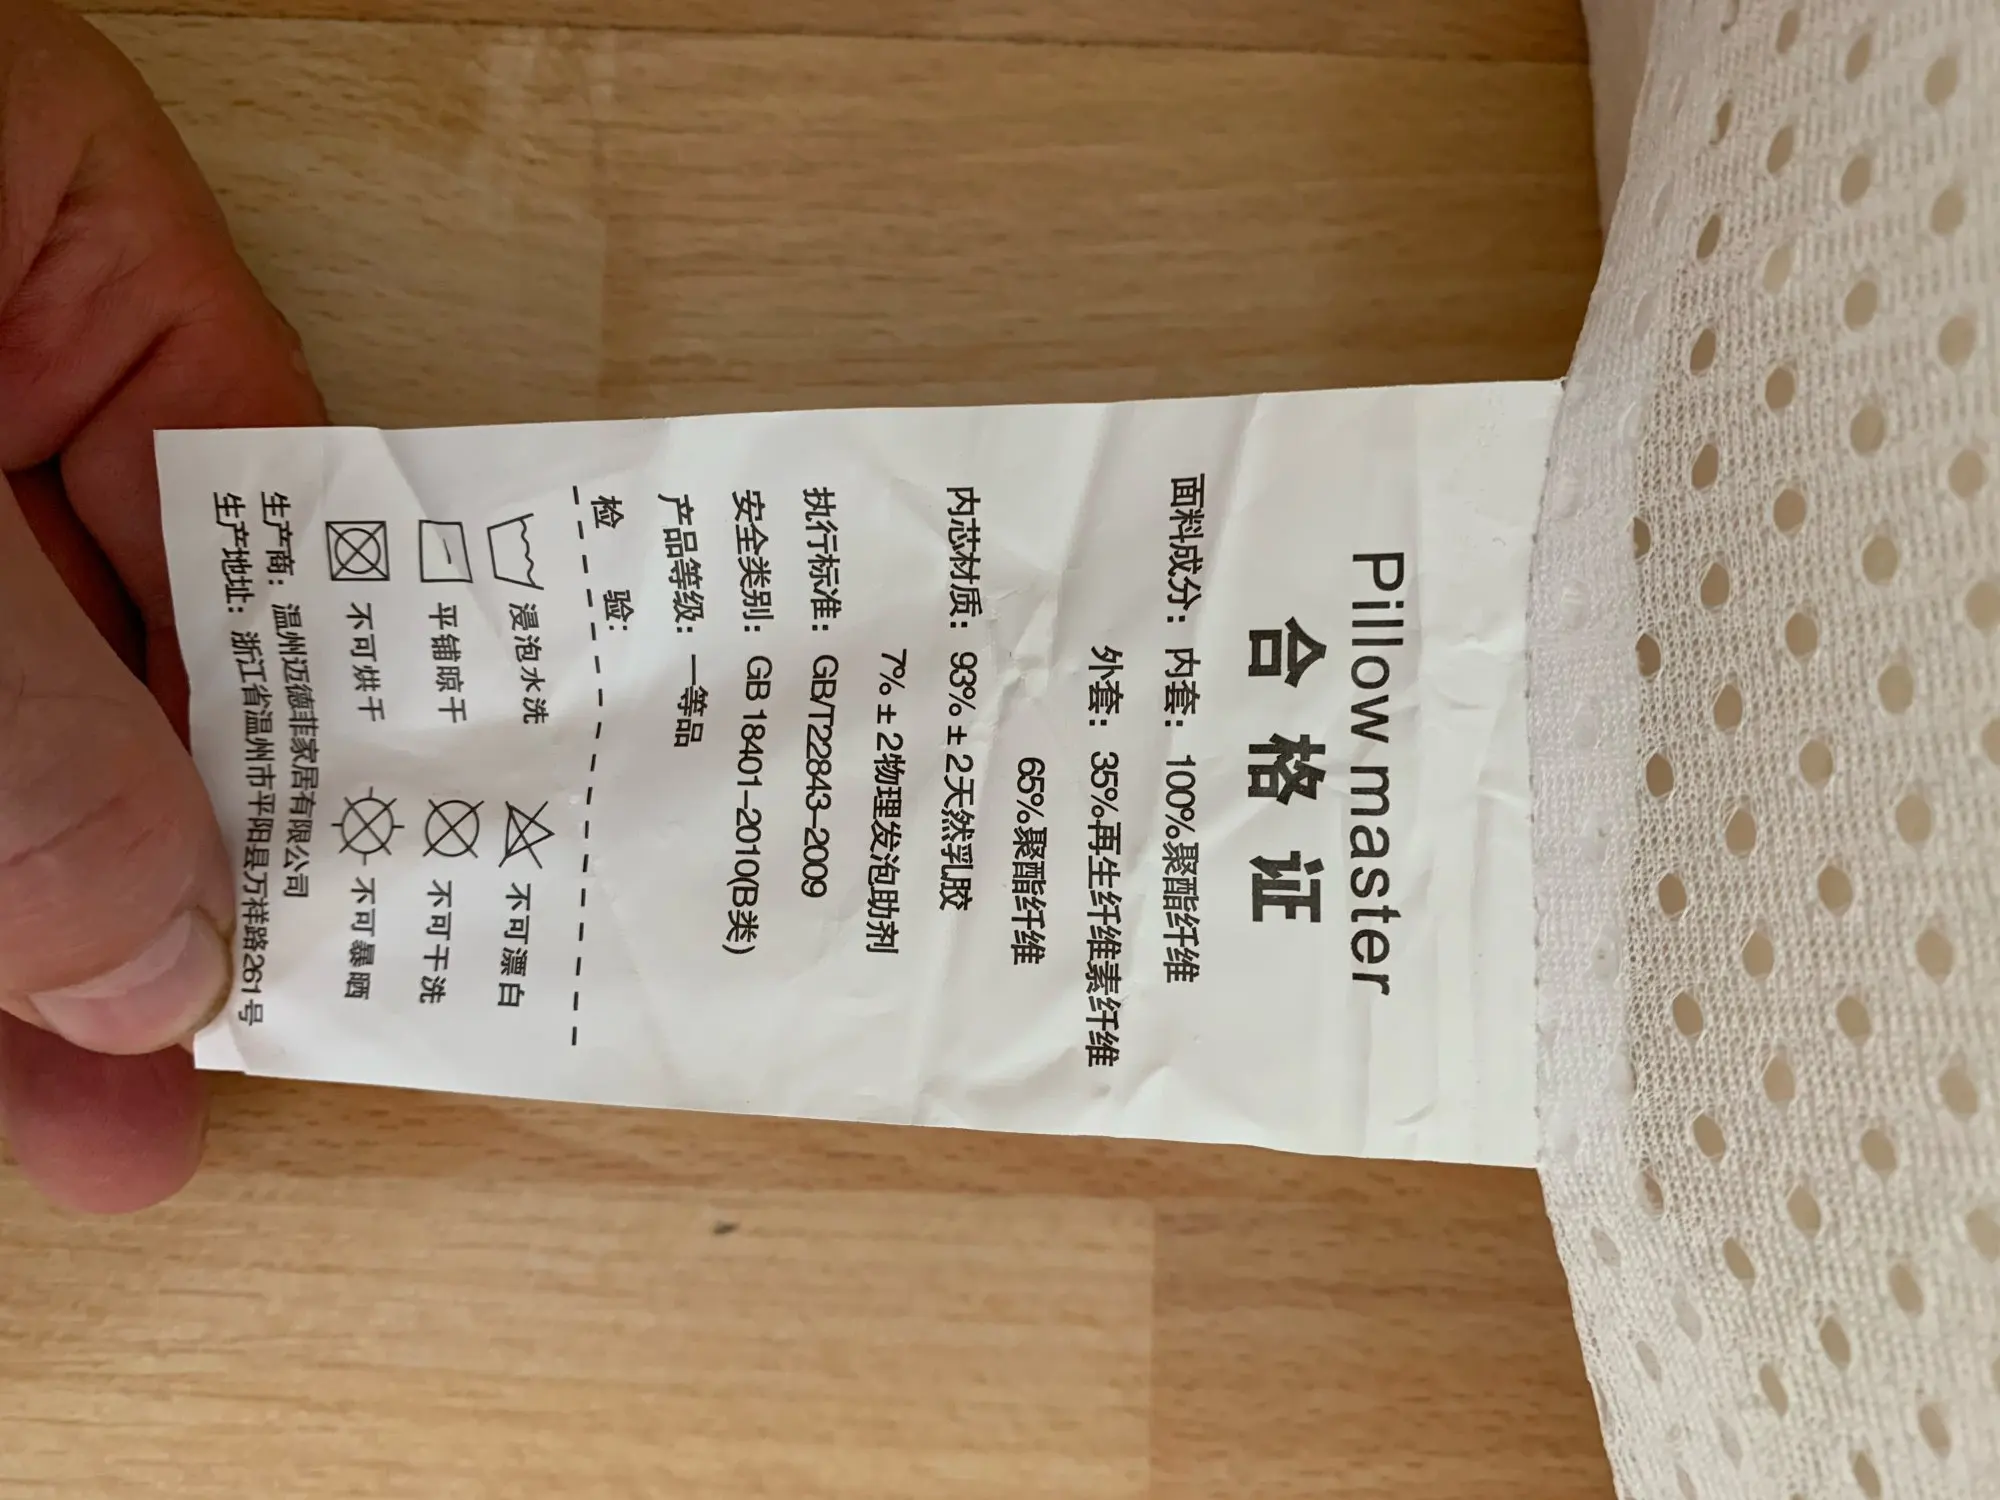 Pillow master
合格证
面料成分：内套：100%聚酯纤维
外套：35%再生纤维素纤维
65%聚酯纤维
内芯材质：93%±2天然乳胶
7%±2物理发泡助剂
执行标准：GB/T22843-2009
安全类别：GB 18401-2010(B类)
产品等级：一等品
检 验：
浸泡水洗 不可漂白
平铺晾干 不可干洗
不可烘干 不可暴晒
生产商：温州迈德菲家居有限公司
生产地址：浙江省温州市平阳县万祥路261号